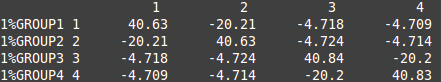 1 2 3 4
1%GROUP1 1 40.63 -20.21 -4.718 -4.709
1%GROUP2 2 -20.21 40.63 -4.724 -4.714
1%GROUP3 3 -4.718 -4.724 40.84 -20.2
1%GROUP4 4 -4.709 -4.714 -20.2 40.83